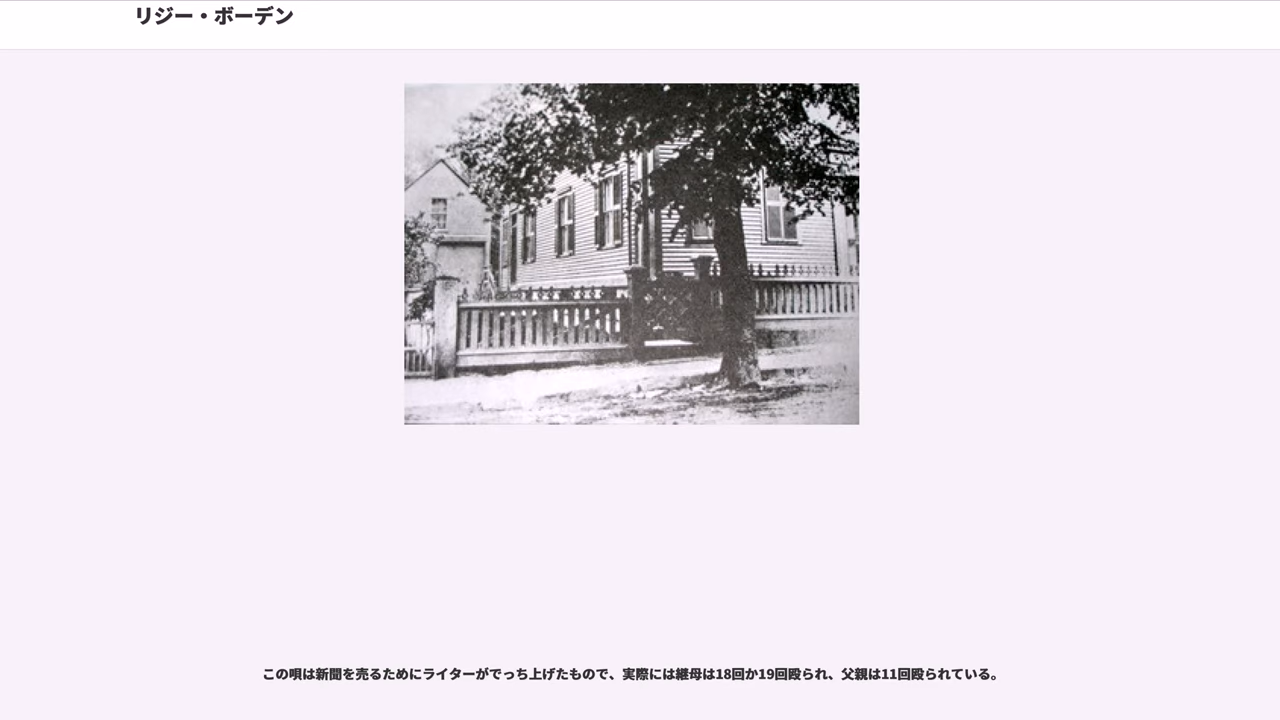 リジー・ボーデン
この唄は新聞を売るためにライターがでっち上げたもので、実際には継母は18回か19回殴られ、父親は11回殴られている。